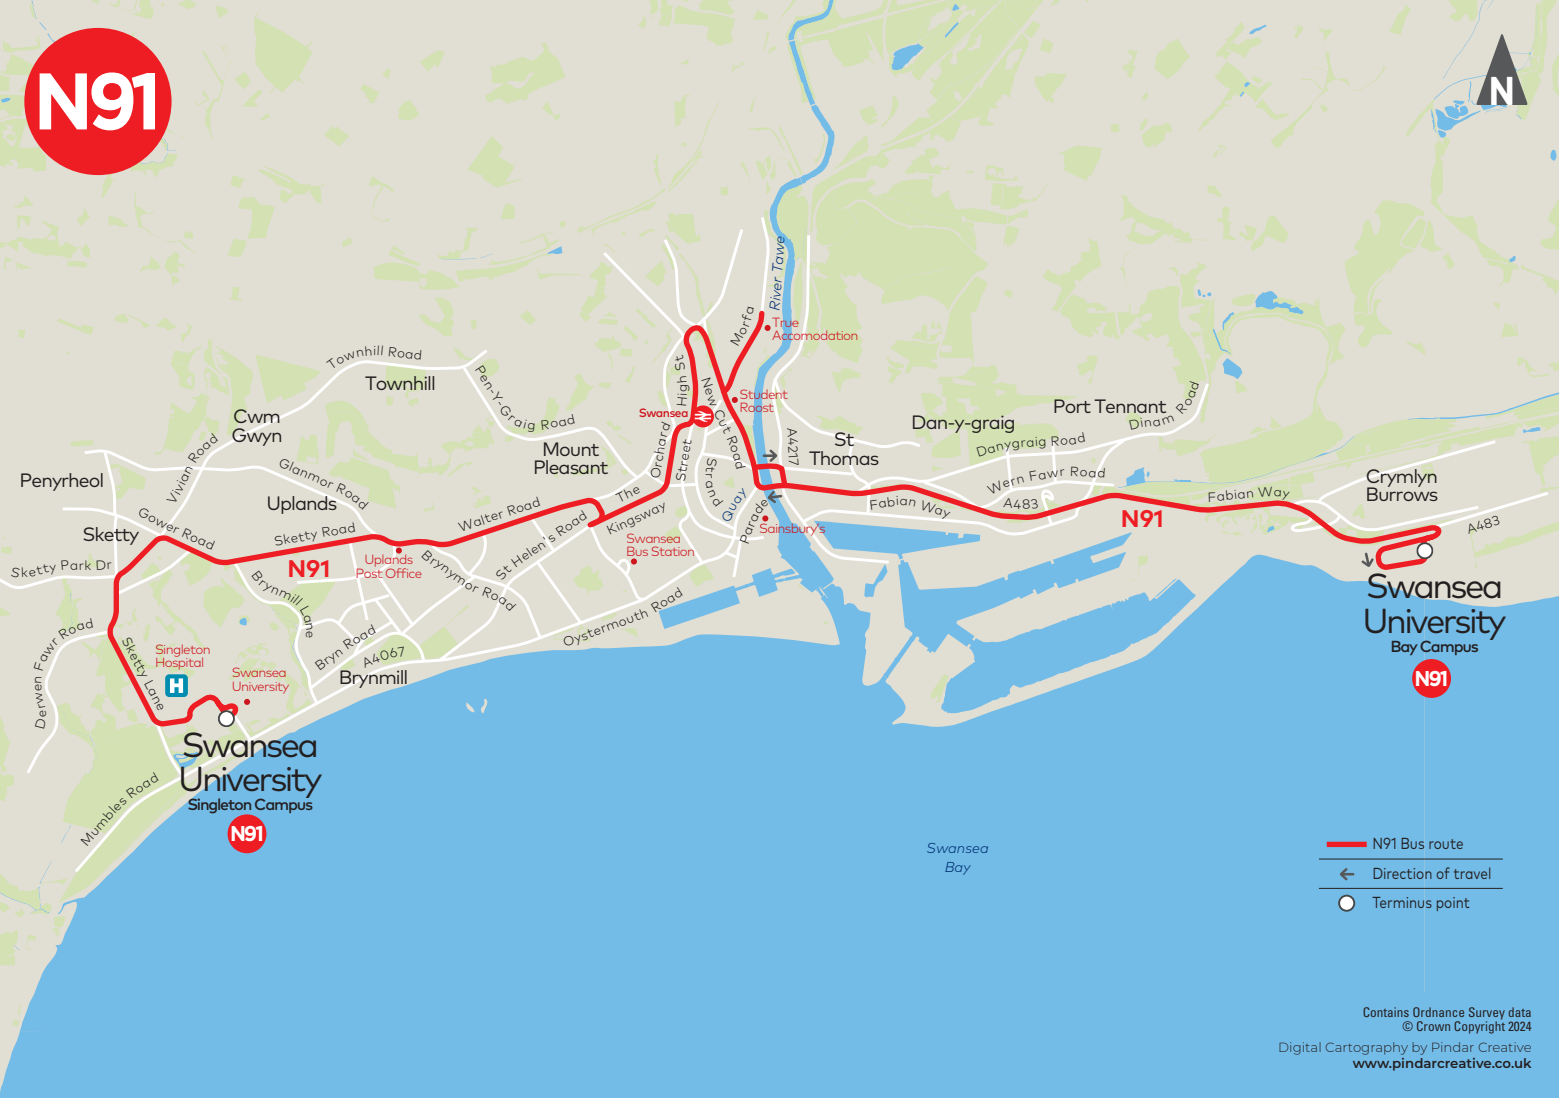 N91
N
River Tawe
Morfa
True
Accomodation
Townhill Road
Townhill
Pen-Y-Graig Road
High St
New Cut Road
Student
Roost
Swansea
Cwm
Gwyn
Vivian Road
Glanmor Road
Mount
Pleasant
Orchard
Street
Strand
A4217
St
Thomas
Dan-y-graig
Port Tennant
Dinam Road
Danygraig Road
Wern Fawr Road
A483
Fabian Way
Fabian Way
N91
Crymlyn
Burrows
A483
Penyrheol
Uplands
Sketty
Gower Road
Sketty Road
Walter Road
The
Kingsway
Quay
Parade
Sainsbury's
St Helen's Road
Swansea
Bus Station
Sketty Park Dr
N91
Uplands
Post Office
Brynymor Road
Brynmill Lane
Bryn Road
A4067
Brynmill
Oystermouth Road
Derwen Fawr Road
Sketty Lane
Singleton
Hospital
H
Swansea
University
Swansea
University
Singleton Campus
N91
Mumbles Road
Swansea
University
Bay Campus
N91
Swansea
Bay
N91 Bus route
Direction of travel
Terminus point
Contains Ordnance Survey data
© Crown Copyright 2024
Digital Cartography by Pindar Creative
www.pindarcreative.co.uk